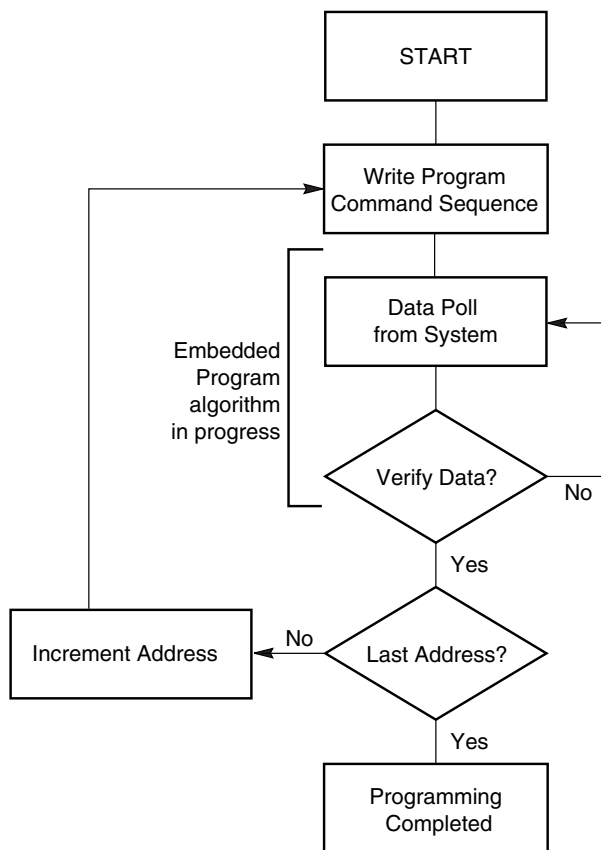 START
Write Program
Command Sequence
Data Poll
from System
Embedded
Program
algorithm
in progress
Verify Data?
No
Yes
Increment Address
No
Last Address?
Yes
Programming
Completed